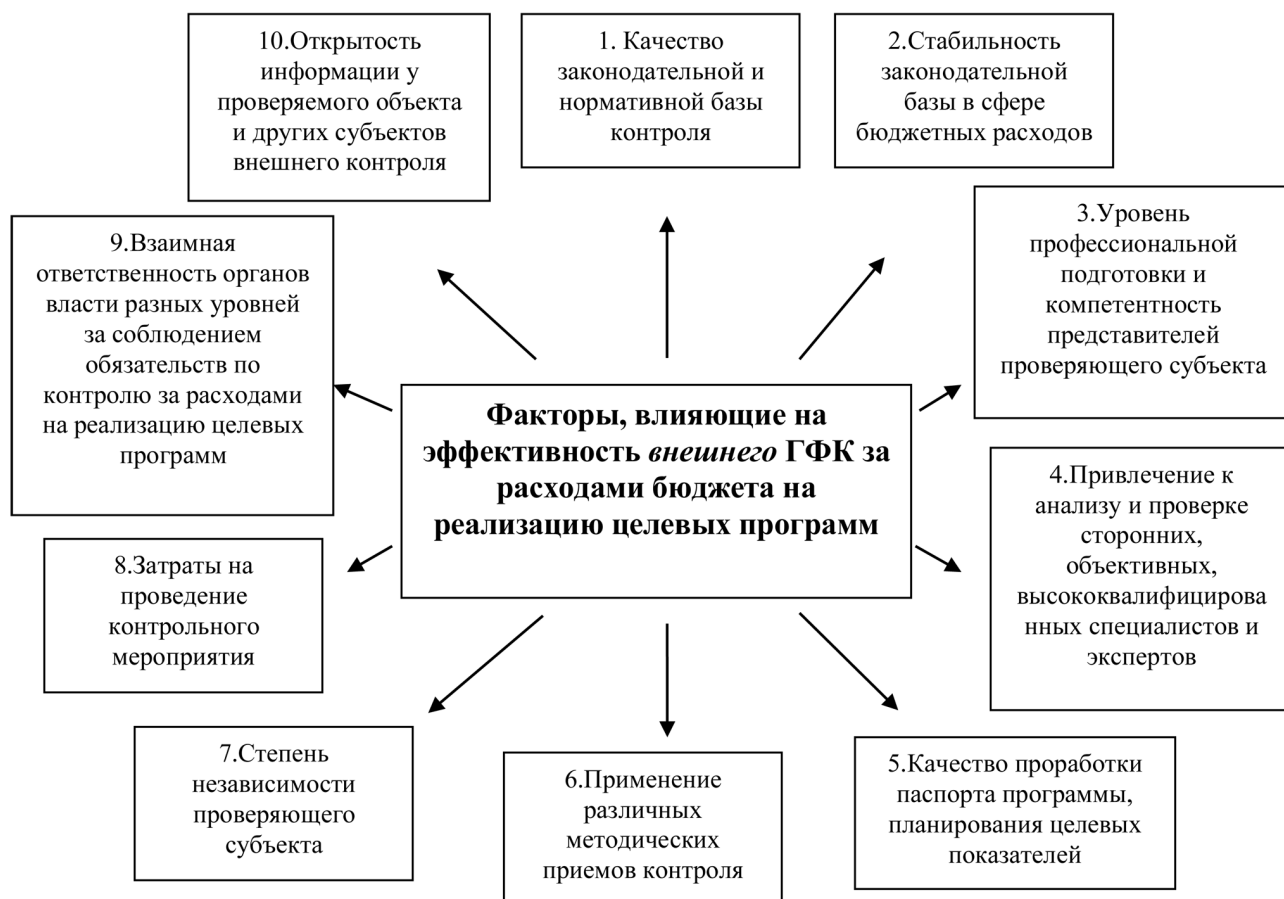 10.Открытость
информации у
проверяемого объекта
и других субъектов
внешнего контроля
1. Качество
законодательной и
нормативной базы
контроля
2.Стабильность
законодательной
базы в сфере
бюджетных расходов
3.Уровень
профессиональной
подготовки и
компетентность
представителей
проверяющего субъекта
9.Взаимная
ответственность органов
власти разных уровней
за соблюдением
обязательств по
контролю за расходами
на реализацию целевых
программ
Факторы, влияющие на
эффективность внешнего ГФК за
расходами бюджета на
реализацию целевых программ
4.Привлечение к
анализу и проверке
сторонних,
объективных,
высококвалифицирова
нных специалистов и
экспертов
8.Затраты на
проведение
контрольного
мероприятия
7.Степень
независимости
проверяющего
субъекта
6.Применение
различных
методических
приемов контроля
5.Качество проработки
паспорта программы,
планирования целевых
показателей